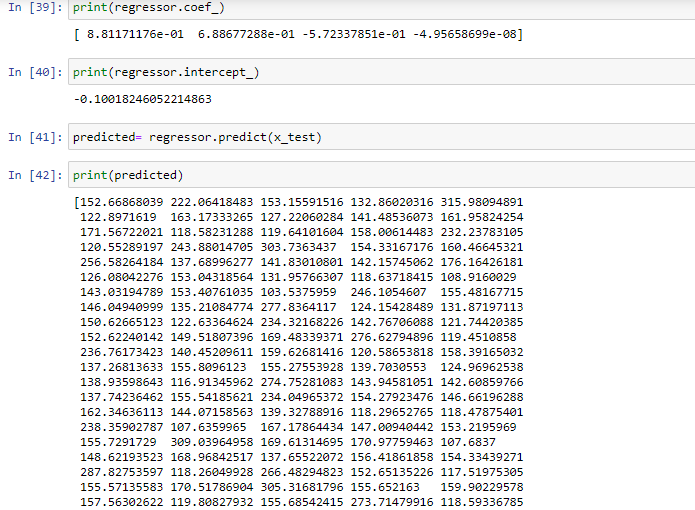 In [39]: print(regressor.coef_)
[ 8.81171176e-01  6.88677288e-01 -5.72337851e-01 -4.95658699e-08]
In [40]: print(regressor.intercept_)
-0.10018246052214863
In [41]: predicted= regressor.predict(x_test)
In [42]: print(predicted)
[152.66868039 222.06418483 153.15591516 132.86020316 315.98094891
122.8971619  163.17333265 127.22060284 141.48536073 161.95824254
171.56722021 118.58231288 119.64101604 158.00614483 232.23783105
120.55289197 243.88014705 303.7363437  154.33167176 160.46645321
256.58264184 137.68996277 141.83010801 142.15745062 176.16426181
126.08042276 153.04318564 131.95766307 118.63718415 108.9160029
143.03194789 153.40761035 103.5375959  246.1054607  155.48167715
146.04940999 135.21084774 277.8364117  124.15428489 131.87197113
150.62665123 122.63364624 234.32168226 142.76706088 121.74420385
152.62240142 149.51807396 169.48339371 276.62794896 119.4510858
236.76173423 140.45209611 159.62681416 120.58653818 158.39165032
137.26813633 155.8096123  155.27553928 139.7030553  124.96962538
138.93598643 116.91345962 274.75281083 143.94581051 142.60859766
137.74236462 155.54185621 234.04965372 154.27923476 146.66196288
162.34636113 144.07158563 139.32788916 118.29652765 118.47875401
238.35902787 107.6359965  167.17864434 147.00940442 153.2195969
155.7291729  309.03964958 169.61314695 170.97759463 107.6837
148.62193523 168.96842517 137.65522072 156.41861858 154.33439271
287.82753597 118.26049928 266.48294823 152.65135226 117.51975305
155.57135583 170.51786904 305.31681796 155.652163   159.90229578
157.56302622 119.80827932 155.68542415 273.71479916 118.59336785